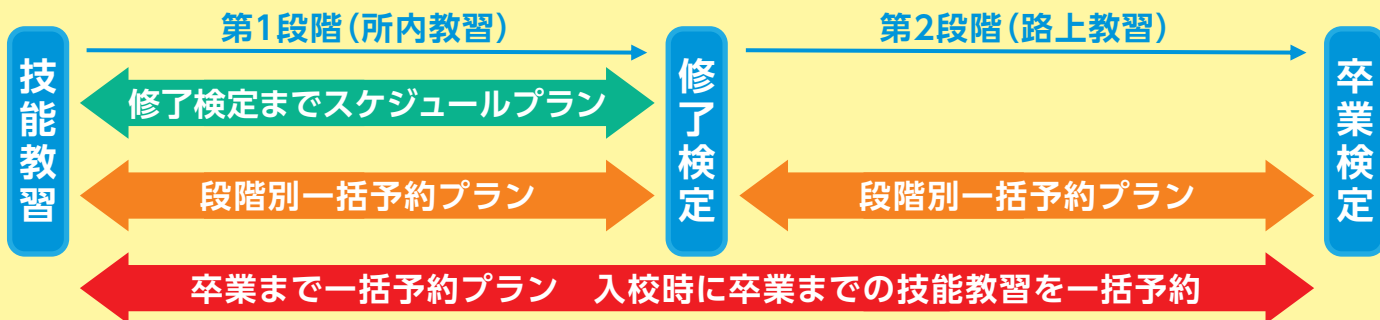 第1段階（所内教習）
第2段階（路上教習）
技能教習
修了検定
卒業検定
修了検定までスケジュールプラン
段階別一括予約プラン
段階別一括予約プラン
卒業まで一括予約プラン　入校時に卒業までの技能教習を一括予約